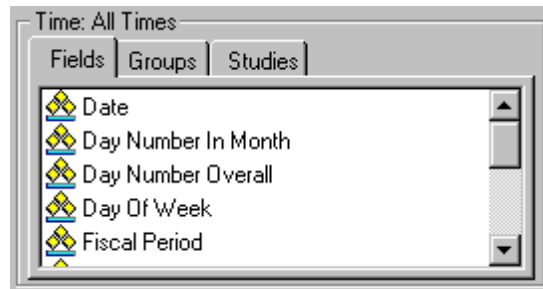 Time: All Times
Fields Groups Studies
Date
Day Number In Month
Day Number Overall
Day Of Week
Fiscal Period